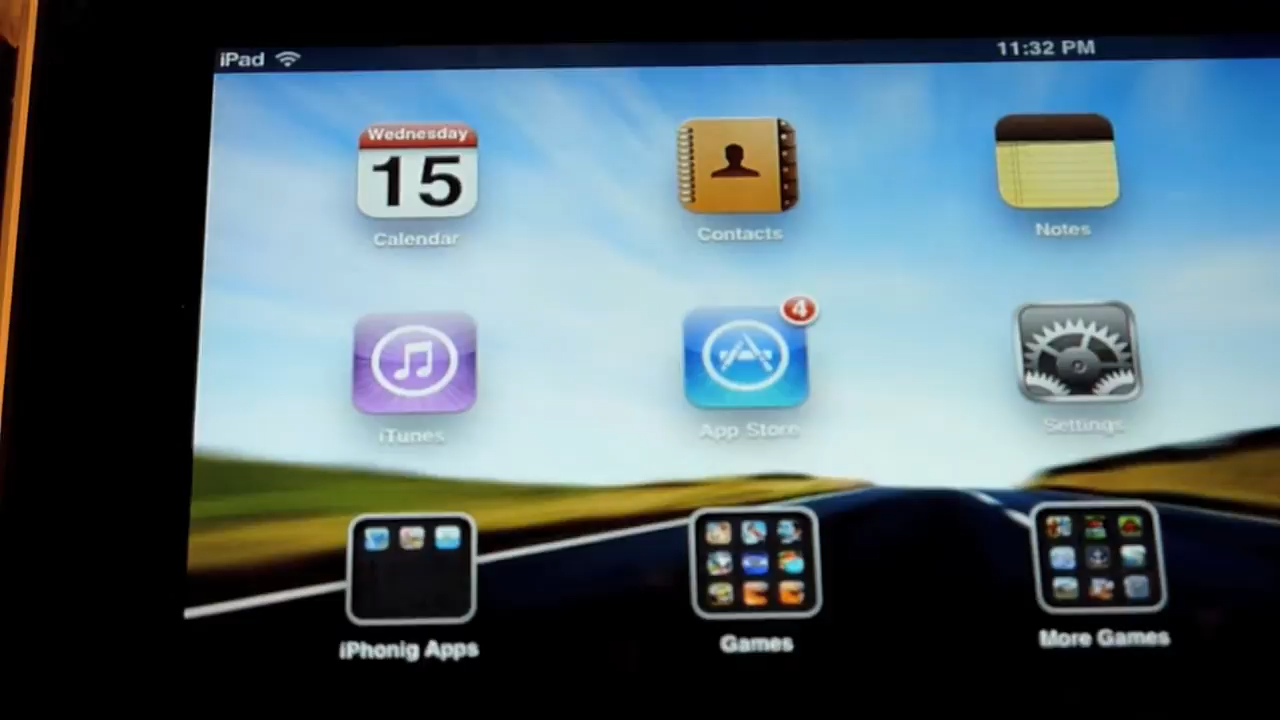 iPad
11:32 PM
Wednesday
15
Calendar
Contacts
Notes
4
iTunes
App Store
Settings
iPhonig Apps
Games
More Games